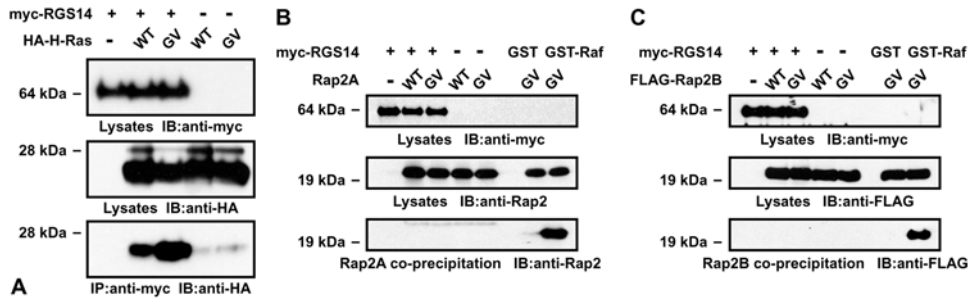 A
myc-RGS14 + + + - -
HA-H-Ras - WT GV WT GV
64 kDa –
Lysates IB:anti-myc
28 kDa –
Lysates IB:anti-HA
28 kDa –
IP:anti-myc IB:anti-HA
B
myc-RGS14 + + + - - GST GST-Raf
Rap2A - WT GV WT GV GV GV
64 kDa –
Lysates IB:anti-myc
19 kDa –
Lysates IB:anti-Rap2
19 kDa –
Rap2A co-precipitation IB:anti-Rap2
C
myc-RGS14 + + + - - GST GST-Raf
FLAG-Rap2B - WT GV WT GV GV GV
64 kDa –
Lysates IB:anti-myc
19 kDa –
Lysates IB:anti-FLAG
19 kDa –
Rap2B co-precipitation IB:anti-FLAG